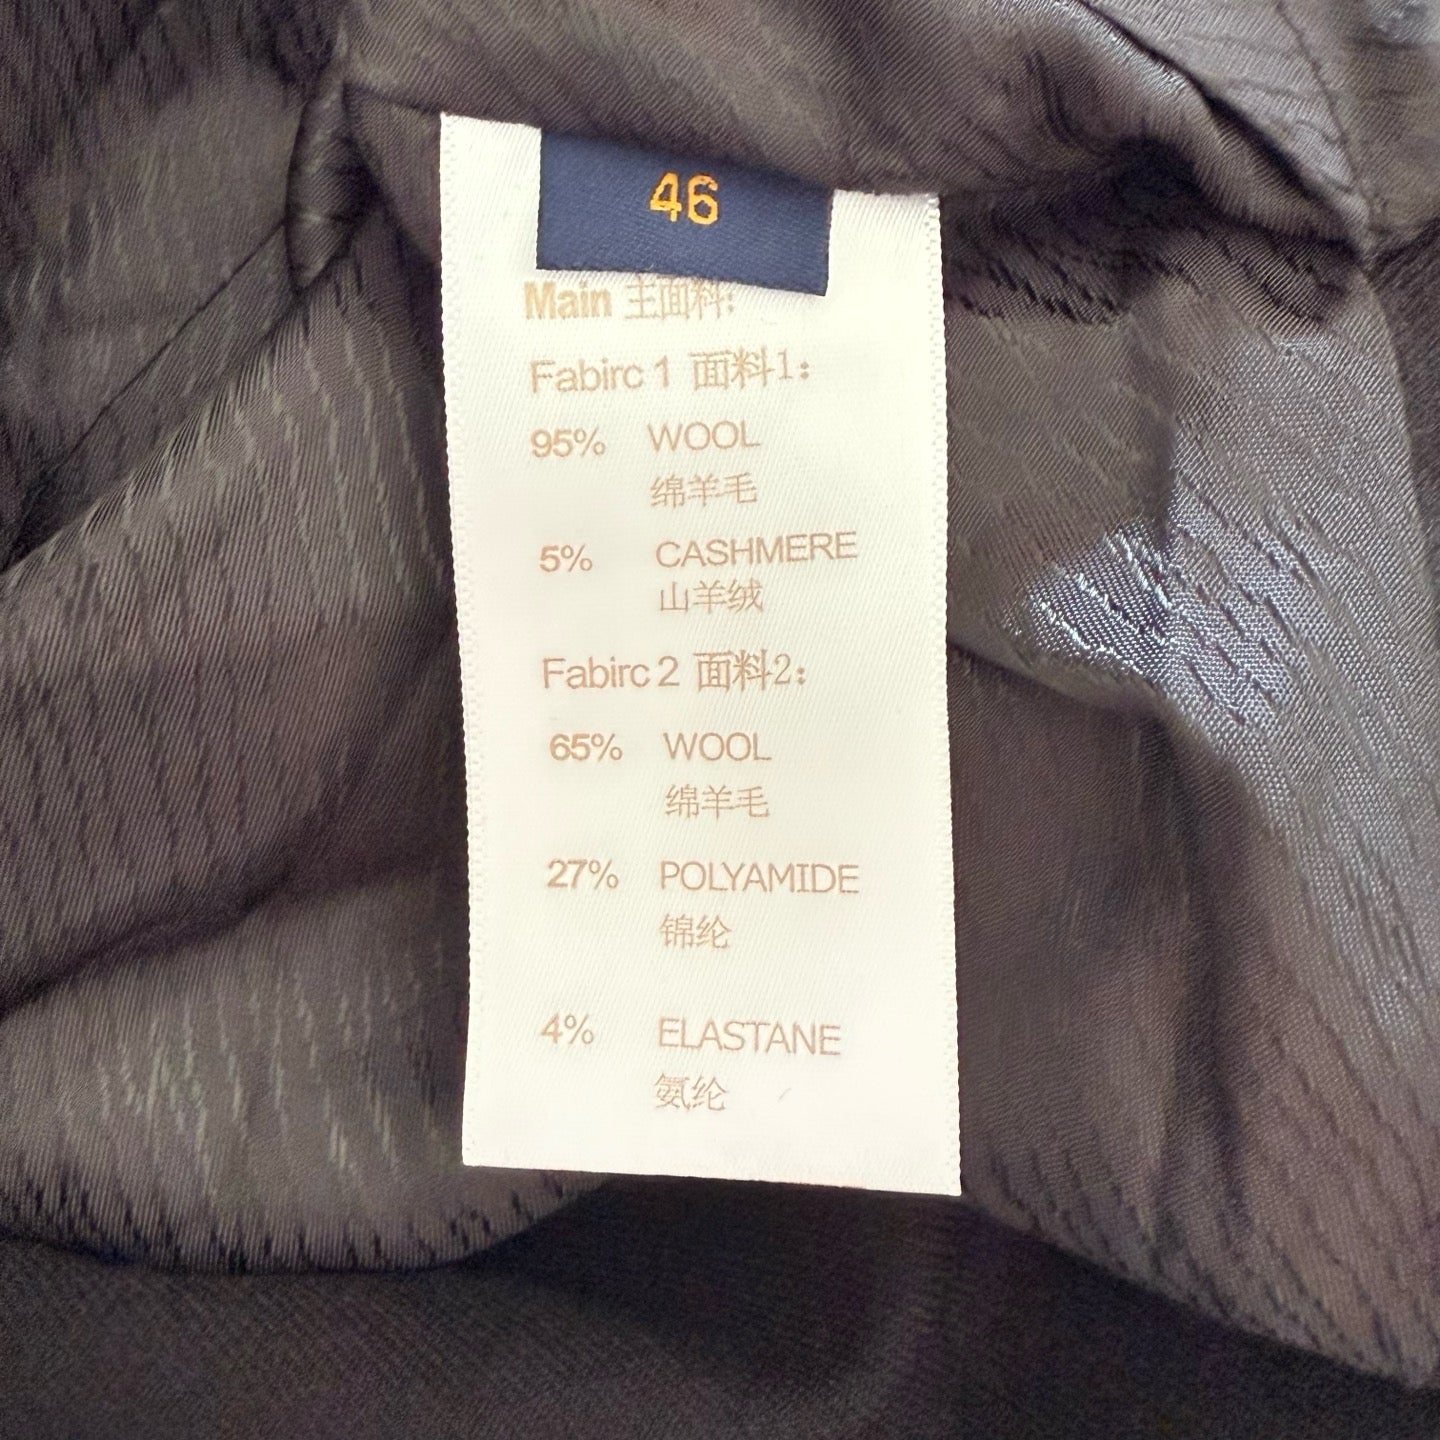 46
Main 主面料:
Fabirc 1 面料1:
95% WOOL
绵羊毛
5% CASHMERE
山羊绒
Fabirc 2 面料2:
65% WOOL
绵羊毛
27% POLYAMIDE
锦纶
4% ELASTANE
氨纶